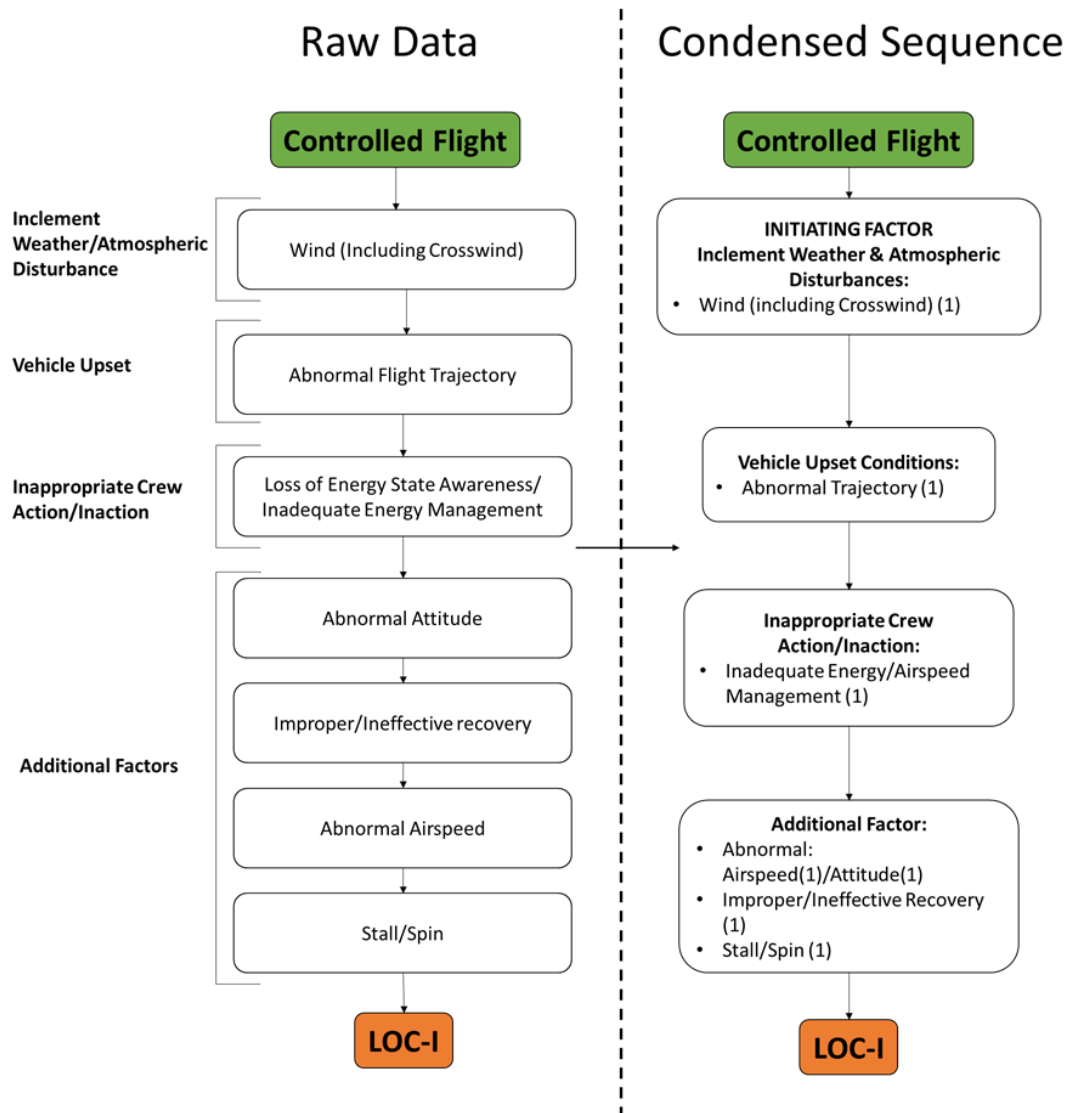 Raw Data
Controlled Flight
Inclement
Weather/Atmospheric
Disturbance
Wind (Including Crosswind)
Vehicle Upset
Abnormal Flight Trajectory
Inappropriate Crew
Action/Inaction
Loss of Energy State Awareness/
Inadequate Energy Management
Additional Factors
Abnormal Attitude
Improper/Ineffective recovery
Abnormal Airspeed
Stall/Spin
LOC-I
Condensed Sequence
Controlled Flight
INITIATING FACTOR
Inclement Weather & Atmospheric
Disturbances:
• Wind (including Crosswind) (1)
Vehicle Upset Conditions:
• Abnormal Trajectory (1)
Inappropriate Crew
Action/Inaction:
• Inadequate Energy/Airspeed
Management (1)
Additional Factor:
• Abnormal:
Airspeed(1)/Attitude(1)
• Improper/Ineffective Recovery
(1)
• Stall/Spin (1)
LOC-I